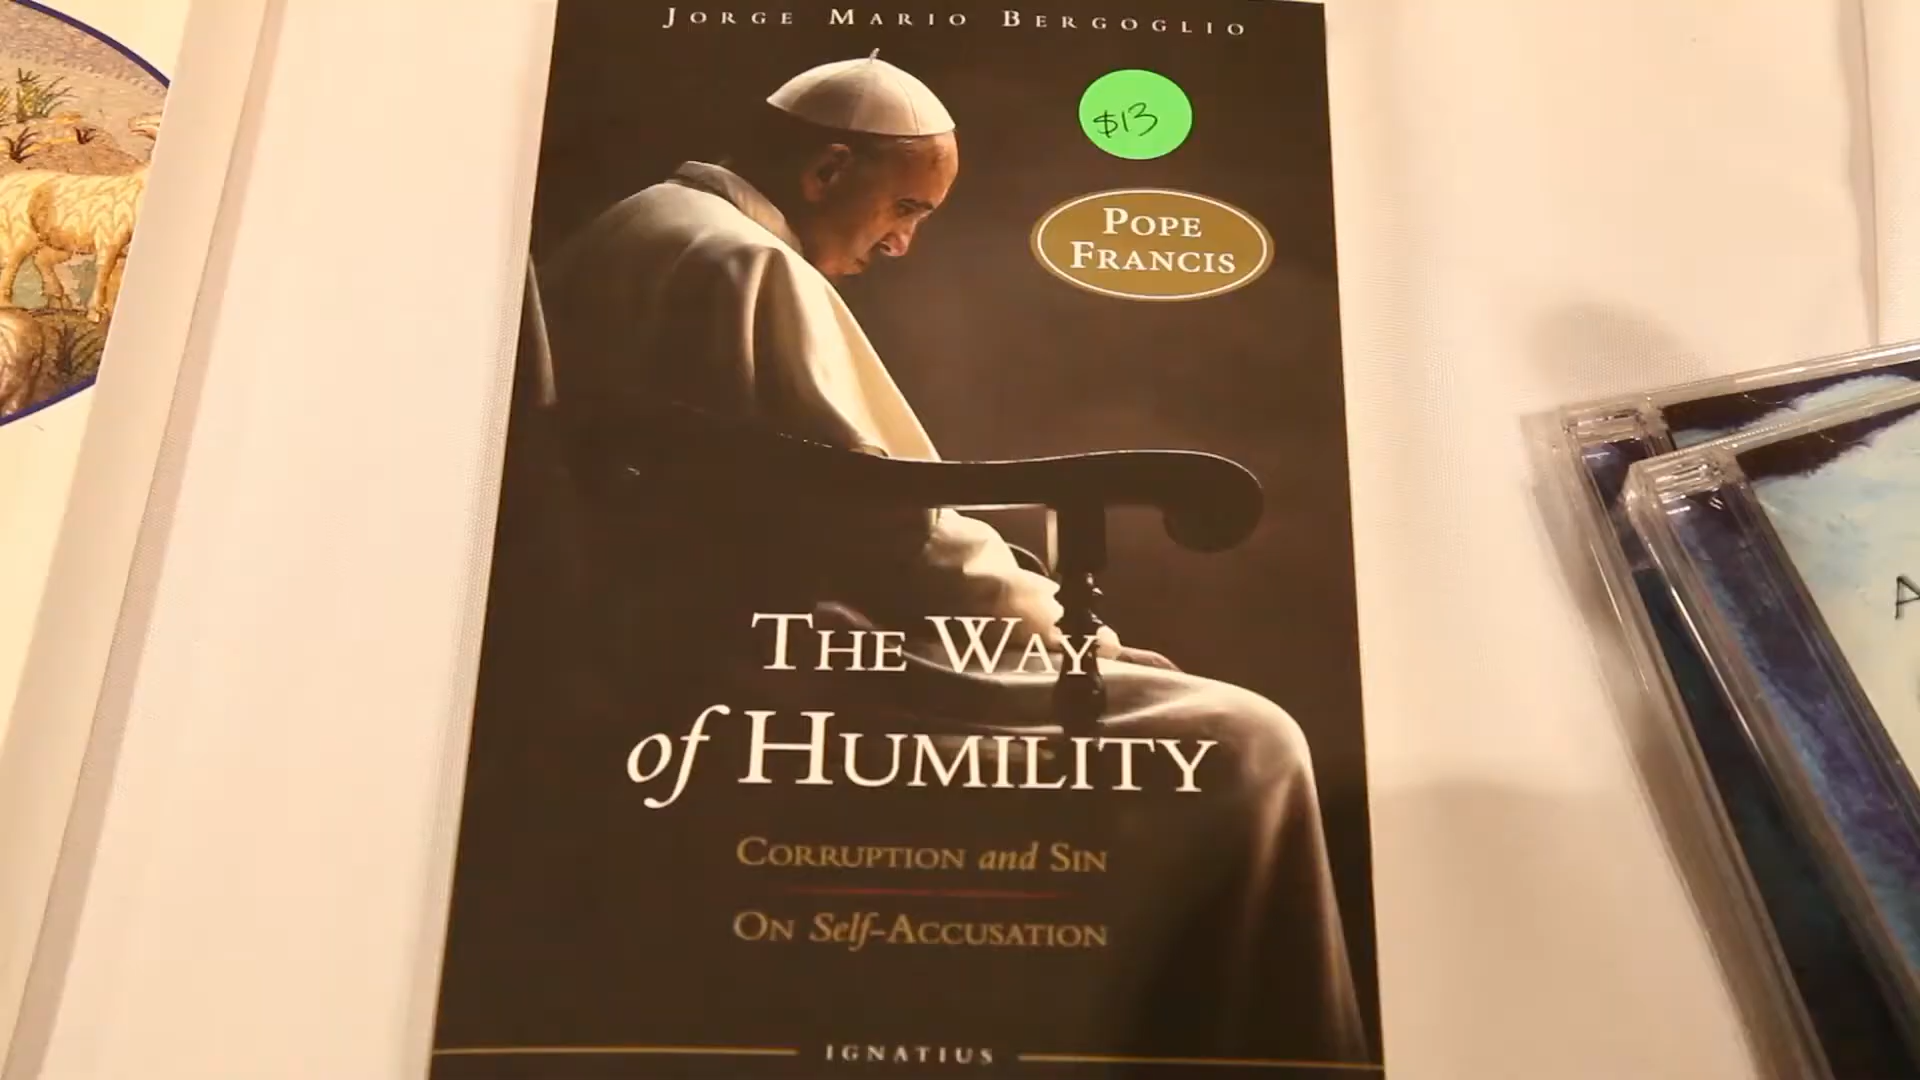 JORGE MARIO BERGOGLIO
$13
POPE
FRANCIS
THE WAY
of HUMILITY
CORRUPTION and SIN
ON Self-ACCUSATION
IGNATIUS
A